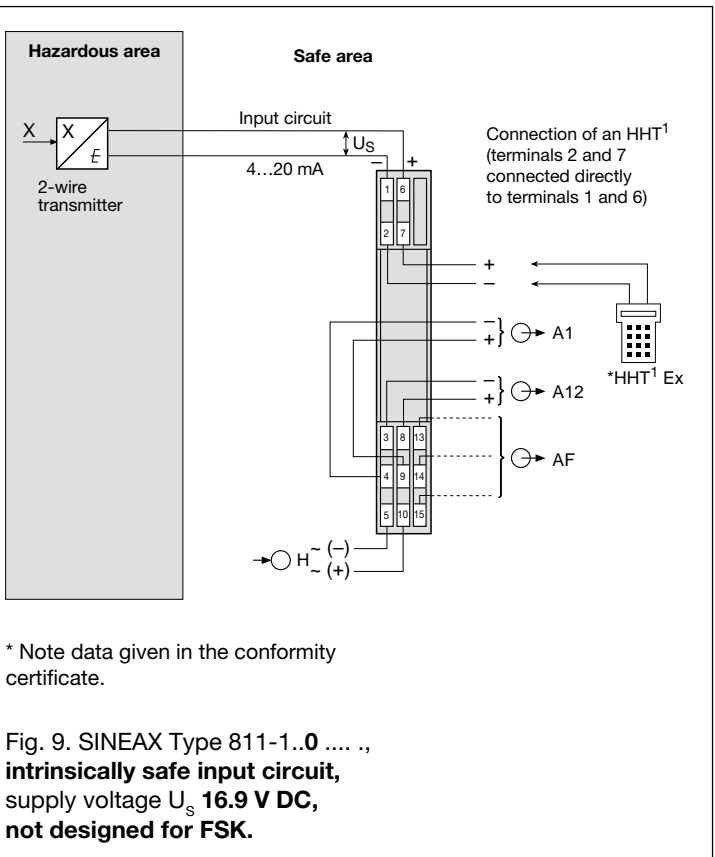 Hazardous area
Safe area
X
X
E
2-wire
transmitter
Input circuit
US
4...20 mA
– +
Connection of an HHT1
(terminals 2 and 7
connected directly
to terminals 1 and 6)
1 6
2 7
+
–
–
+
} A1
*HHT1 Ex
–
+
} A12
3 8 13
4 9 14
5 10 15
AF
H ~ (–)
~ (+)
* Note data given in the conformity
certificate.
Fig. 9. SINEAX Type 811-1..0 .... .,
intrinsically safe input circuit,
supply voltage US 16.9 V DC,
not designed for FSK.